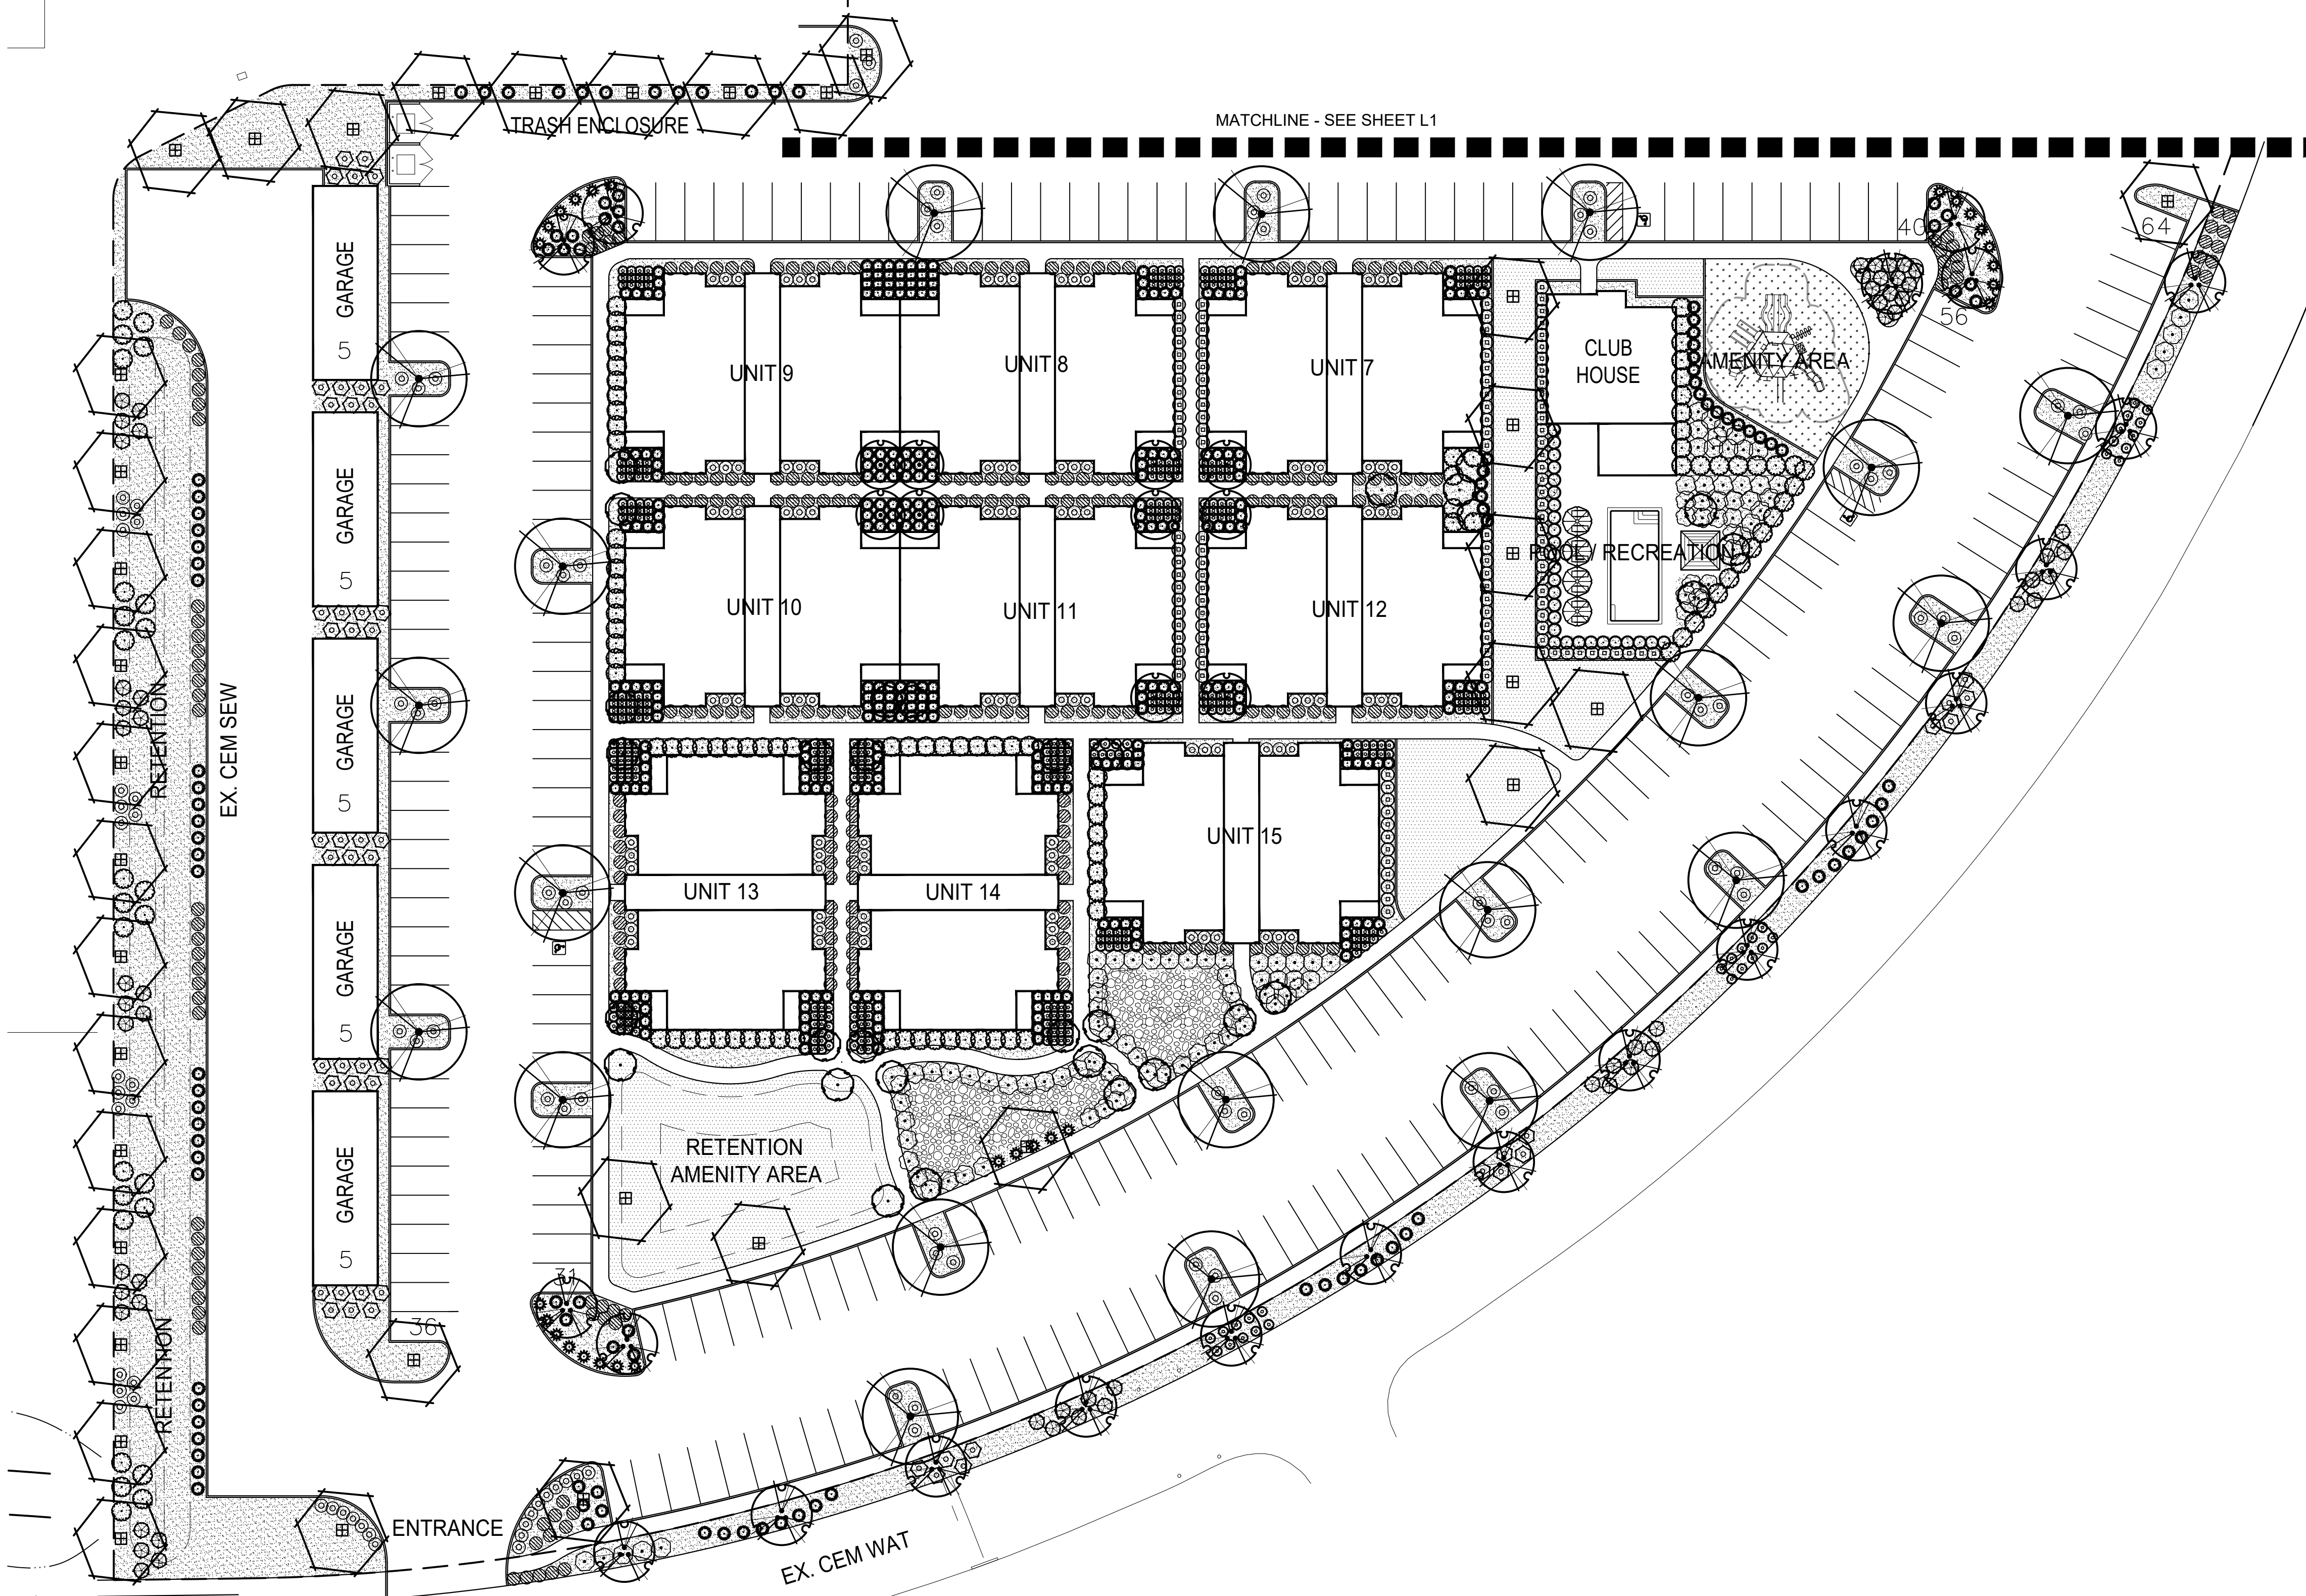 TRASH ENCLOSURE
MATCHLINE - SEE SHEET L1
GARAGE
5
GARAGE
5
GARAGE
5
GARAGE
5
GARAGE
5
36
UNIT 9
UNIT 8
UNIT 7
CLUB
HOUSE
AMENITY AREA
40
56
64
UNIT 10
UNIT 11
UNIT 12
POOL / RECREATION
RETENTION
EX. CEM SEW
UNIT 13
UNIT 14
UNIT 15
RETENTION
AMENITY AREA
31
RETENTION
ENTRANCE
EX. CEM WAT